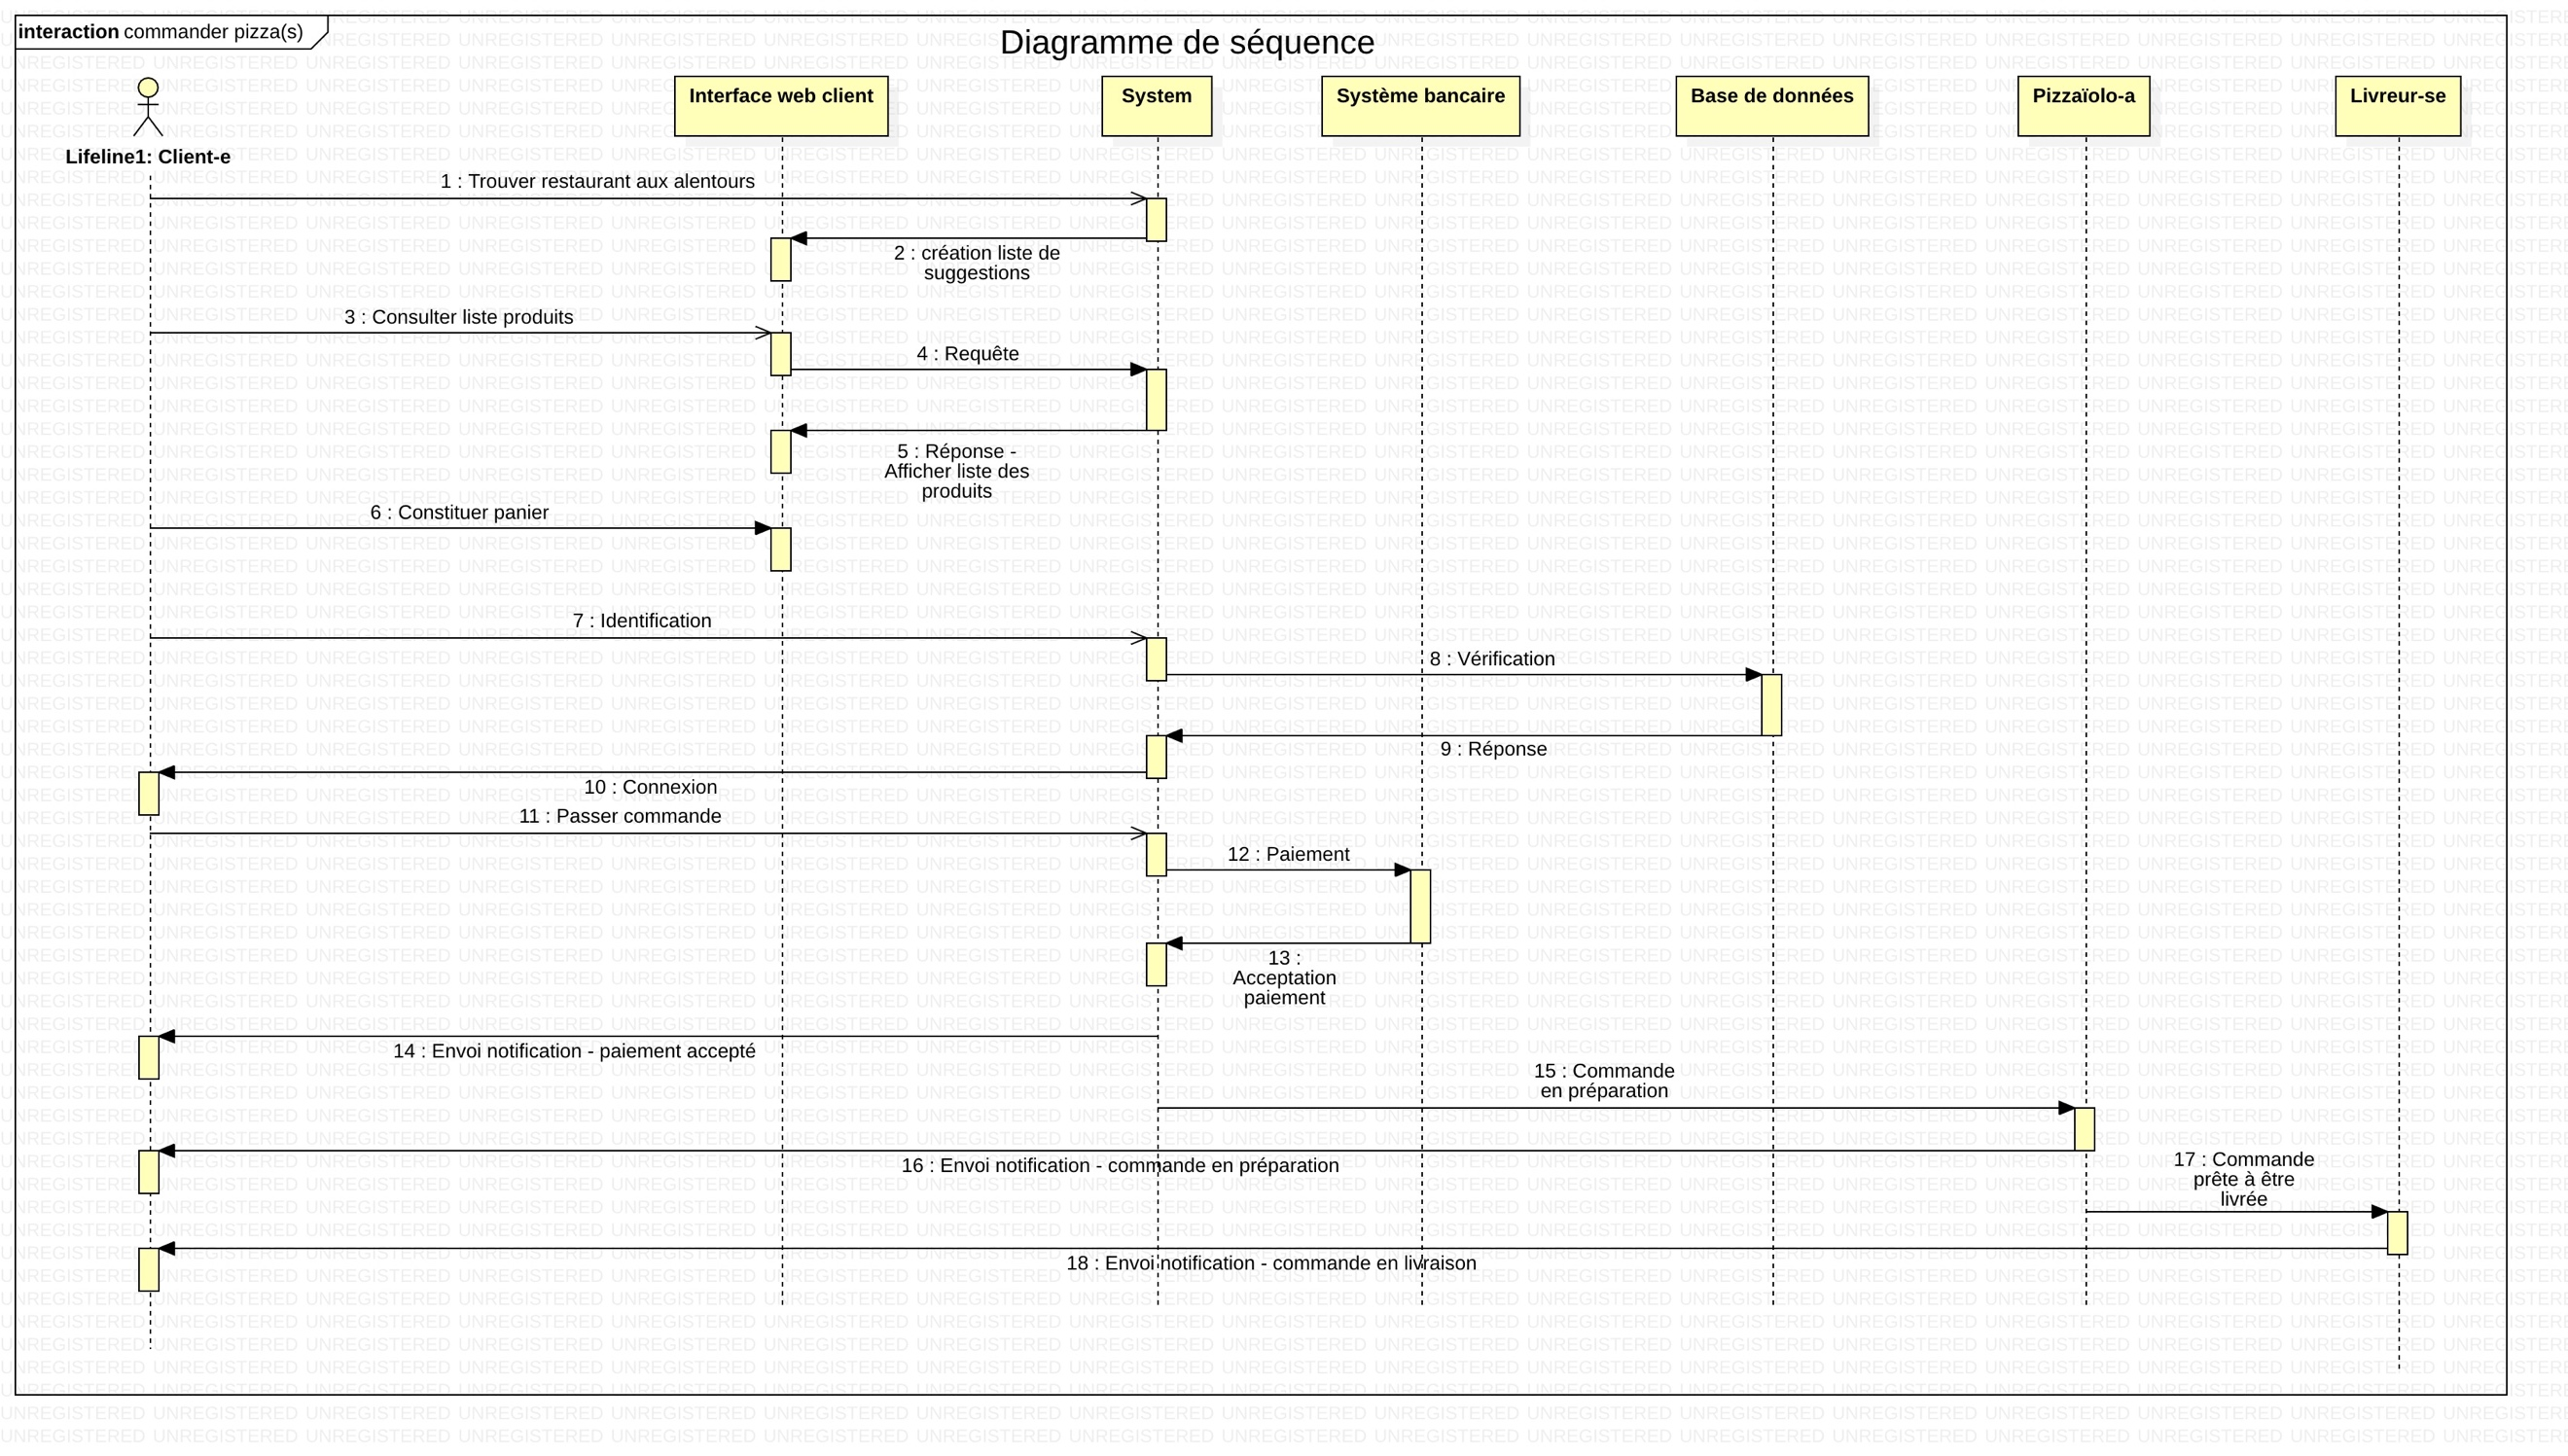 interaction commander pizza(s)
Diagramme de séquence
Interface web client
System
Système bancaire
Base de données
Pizzaïolo-a
Livreur-se
Lifeline1: Client-e
1 : Trouver restaurant aux alentours
2 : création liste de
suggestions
3 : Consulter liste produits
4 : Requête
5 : Réponse -
Afficher liste des
produits
6 : Constituer panier
7 : Identification
8 : Vérification
9 : Réponse
10 : Connexion
11 : Passer commande
12 : Paiement
13 :
Acceptation
paiement
14 : Envoi notification - paiement accepté
15 : Commande
en préparation
16 : Envoi notification - commande en préparation
17 : Commande
prête à être
livrée
18 : Envoi notification - commande en livraison
UNREGISTERED